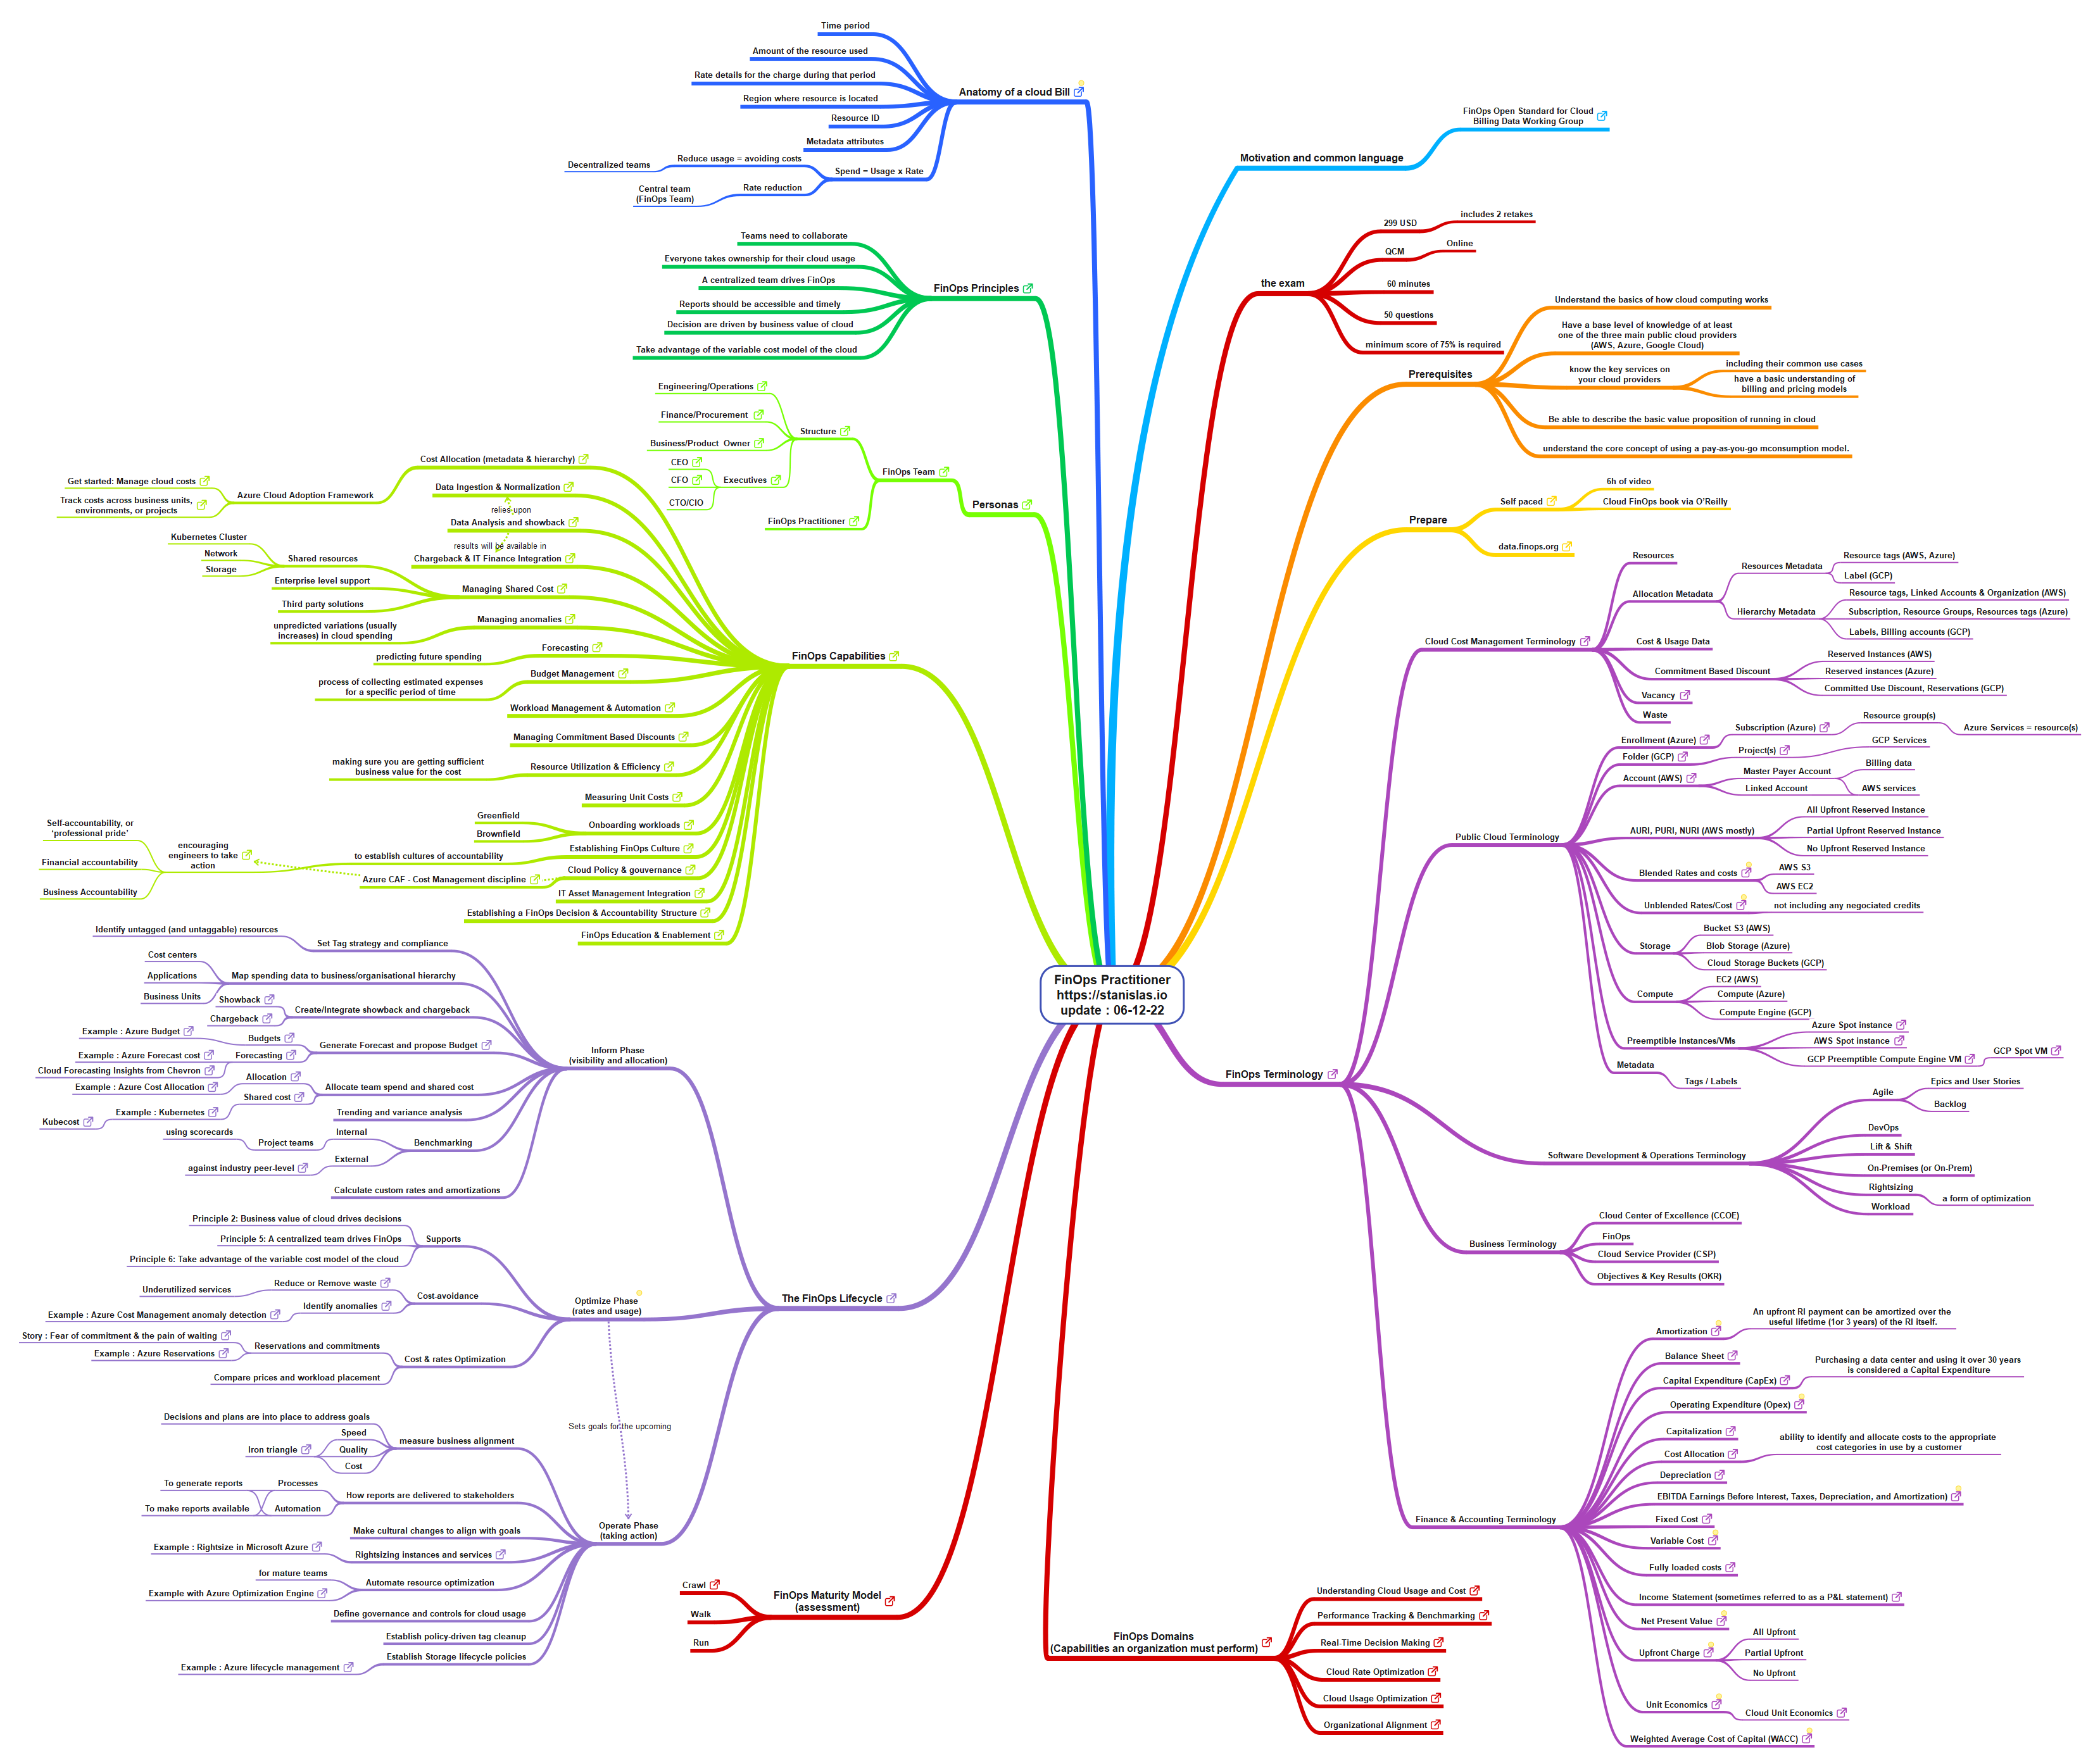 FinOps Practitioner
https://stanislas.io
update : 06-12-22
Anatomy of a cloud Bill
Time period
Amount of the resource used
Rate details for the charge during that period
Region where resource is located
Resource ID
Metadata attributes
Spend = Usage x Rate
Reduce usage = avoiding costs
Decentralized teams
Rate reduction
Central team
(FinOps Team)
FinOps Principles
Teams need to collaborate
Everyone takes ownership for their cloud usage
A centralized team drives FinOps
Reports should be accessible and timely
Decision are driven by business value of cloud
Take advantage of the variable cost model of the cloud
Personas
FinOps Team
Structure
Engineering/Operations
Finance/Procurement
Business/Product Owner
Executives
CEO
CFO
CTO/CIO
FinOps Practitioner
FinOps Capabilities
Cost Allocation (metadata & hierarchy)
Azure Cloud Adoption Framework
Get started: Manage cloud costs
Track costs across business units,
environments, or projects
Data Ingestion & Normalization
relies upon
Data Analysis and showback
results will be available in
Chargeback & IT Finance Integration
Managing Shared Cost
Shared resources
Kubernetes Cluster
Network
Storage
Enterprise level support
Third party solutions
Managing anomalies
unpredicted variations (usually
increases) in cloud spending
Forecasting
predicting future spending
Budget Management
process of collecting estimated expenses
for a specific period of time
Workload Management & Automation
Managing Commitment Based Discounts
Resource Utilization & Efficiency
making sure you are getting sufficient
business value for the cost
Measuring Unit Costs
Onboarding workloads
Greenfield
Brownfield
Establishing FinOps Culture
to establish cultures of accountability
encouraging
engineers to take
action
Self-accountability, or
‘professional pride’
Financial accountability
Business Accountability
Cloud Policy & gouvernance
Azure CAF - Cost Management discipline
IT Asset Management Integration
Establishing a FinOps Decision & Accountability Structure
FinOps Education & Enablement
The FinOps Lifecycle
Inform Phase
(visibility and allocation)
Set Tag strategy and compliance
Identify untagged (and untaggable) resources
Map spending data to business/organisational hierarchy
Cost centers
Applications
Business Units
Create/Integrate showback and chargeback
Showback
Chargeback
Generate Forecast and propose Budget
Budgets
Example : Azure Budget
Forecasting
Example : Azure Forecast cost
Cloud Forecasting Insights from Chevron
Allocate team spend and shared cost
Allocation
Example : Azure Cost Allocation
Shared cost
Example : Kubernetes
Kubecost
Trending and variance analysis
Benchmarking
Internal
Project teams
using scorecards
External
against industry peer-level
Calculate custom rates and amortizations
Optimize Phase
(rates and usage)
Supports
Principle 2: Business value of cloud drives decisions
Principle 5: A centralized team drives FinOps
Principle 6: Take advantage of the variable cost model of the cloud
Cost-avoidance
Reduce or Remove waste
Underutilized services
Identify anomalies
Example : Azure Cost Management anomaly detection
Cost & rates Optimization
Reservations and commitments
Story : Fear of commitment & the pain of waiting
Example : Azure Reservations
Compare prices and workload placement
Sets goals for the upcoming
Operate Phase
(taking action)
measure business alignment
Decisions and plans are into place to address goals
Speed
Quality
Cost
Iron triangle
How reports are delivered to stakeholders
Processes
Automation
To generate reports
To make reports available
Make cultural changes to align with goals
Rightsizing instances and services
Example : Rightsize in Microsoft Azure
Automate resource optimization
for mature teams
Example with Azure Optimization Engine
Define governance and controls for cloud usage
Establish policy-driven tag cleanup
Establish Storage lifecycle policies
Example : Azure lifecycle management
FinOps Maturity Model
(assessment)
Crawl
Walk
Run
Motivation and common language
FinOps Open Standard for Cloud
Billing Data Working Group
the exam
299 USD
includes 2 retakes
QCM
Online
60 minutes
50 questions
minimum score of 75% is required
Prerequisites
Understand the basics of how cloud computing works
Have a base level of knowledge of at least
one of the three main public cloud providers
(AWS, Azure, Google Cloud)
know the key services on
your cloud providers
including their common use cases
have a basic understanding of
billing and pricing models
Be able to describe the basic value proposition of running in cloud
understand the core concept of using a pay-as-you-go mconsumption model.
Prepare
Self paced
6h of video
Cloud FinOps book via O'Reilly
data.finops.org
FinOps Terminology
Cloud Cost Management Terminology
Resources
Allocation Metadata
Resources Metadata
Resource tags (AWS, Azure)
Label (GCP)
Hierarchy Metadata
Resource tags, Linked Accounts & Organization (AWS)
Subscription, Resource Groups, Resources tags (Azure)
Labels, Billing accounts (GCP)
Cost & Usage Data
Commitment Based Discount
Reserved Instances (AWS)
Reserved instances (Azure)
Committed Use Discount, Reservations (GCP)
Vacancy
Waste
Public Cloud Terminology
Enrollment (Azure)
Subscription (Azure)
Resource group(s)
Azure Services = resource(s)
Folder (GCP)
Project(s)
GCP Services
Account (AWS)
Master Payer Account
Billing data
Linked Account
AWS services
AURI, PURI, NURI (AWS mostly)
All Upfront Reserved Instance
Partial Upfront Reserved Instance
No Upfront Reserved Instance
Blended Rates and costs
AWS S3
AWS EC2
Unblended Rates/Cost
not including any negociated credits
Storage
Bucket S3 (AWS)
Blob Storage (Azure)
Cloud Storage Buckets (GCP)
Compute
EC2 (AWS)
Compute (Azure)
Compute Engine (GCP)
Preemptible Instances/VMs
Azure Spot instance
AWS Spot instance
GCP Preemptible Compute Engine VM
GCP Spot VM
Metadata
Tags / Labels
Software Development & Operations Terminology
Agile
Epics and User Stories
Backlog
DevOps
Lift & Shift
On-Premises (or On-Prem)
Rightsizing
a form of optimization
Workload
Business Terminology
Cloud Center of Excellence (CCOE)
FinOps
Cloud Service Provider (CSP)
Objectives & Key Results (OKR)
Finance & Accounting Terminology
Amortization
An upfront RI payment can be amortized over the
useful lifetime (1or 3 years) of the RI itself.
Balance Sheet
Capital Expenditure (CapEx)
Purchasing a data center and using it over 30 years
is considered a Capital Expenditure
Operating Expenditure (Opex)
Capitalization
Cost Allocation
ability to identify and allocate costs to the appropriate
cost categories in use by a customer
Depreciation
EBITDA Earnings Before Interest, Taxes, Depreciation, and Amortization)
Fixed Cost
Variable Cost
Fully loaded costs
Income Statement (sometimes referred to as a P&L statement)
Net Present Value
Upfront Charge
All Upfront
Partial Upfront
No Upfront
Unit Economics
Cloud Unit Economics
Weighted Average Cost of Capital (WACC)
FinOps Domains
(Capabilities an organization must perform)
Understanding Cloud Usage and Cost
Performance Tracking & Benchmarking
Real-Time Decision Making
Cloud Rate Optimization
Cloud Usage Optimization
Organizational Alignment